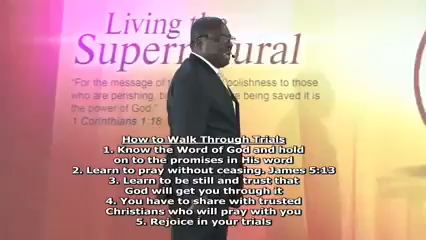 Living the
Supernatural
"For the message of foolishness to those
who are perishing, being saved it is
the power of God."
1 Corinthians 1:18
How to Walk Through Trials
1. Know the Word of God and hold
on to the promises in His word
2. Learn to pray without ceasing. James 5:13
3. Learn to be still and trust that
God will get you through it
4. You have to share with trusted
Christians who will pray with you
5. Rejoice in your trials